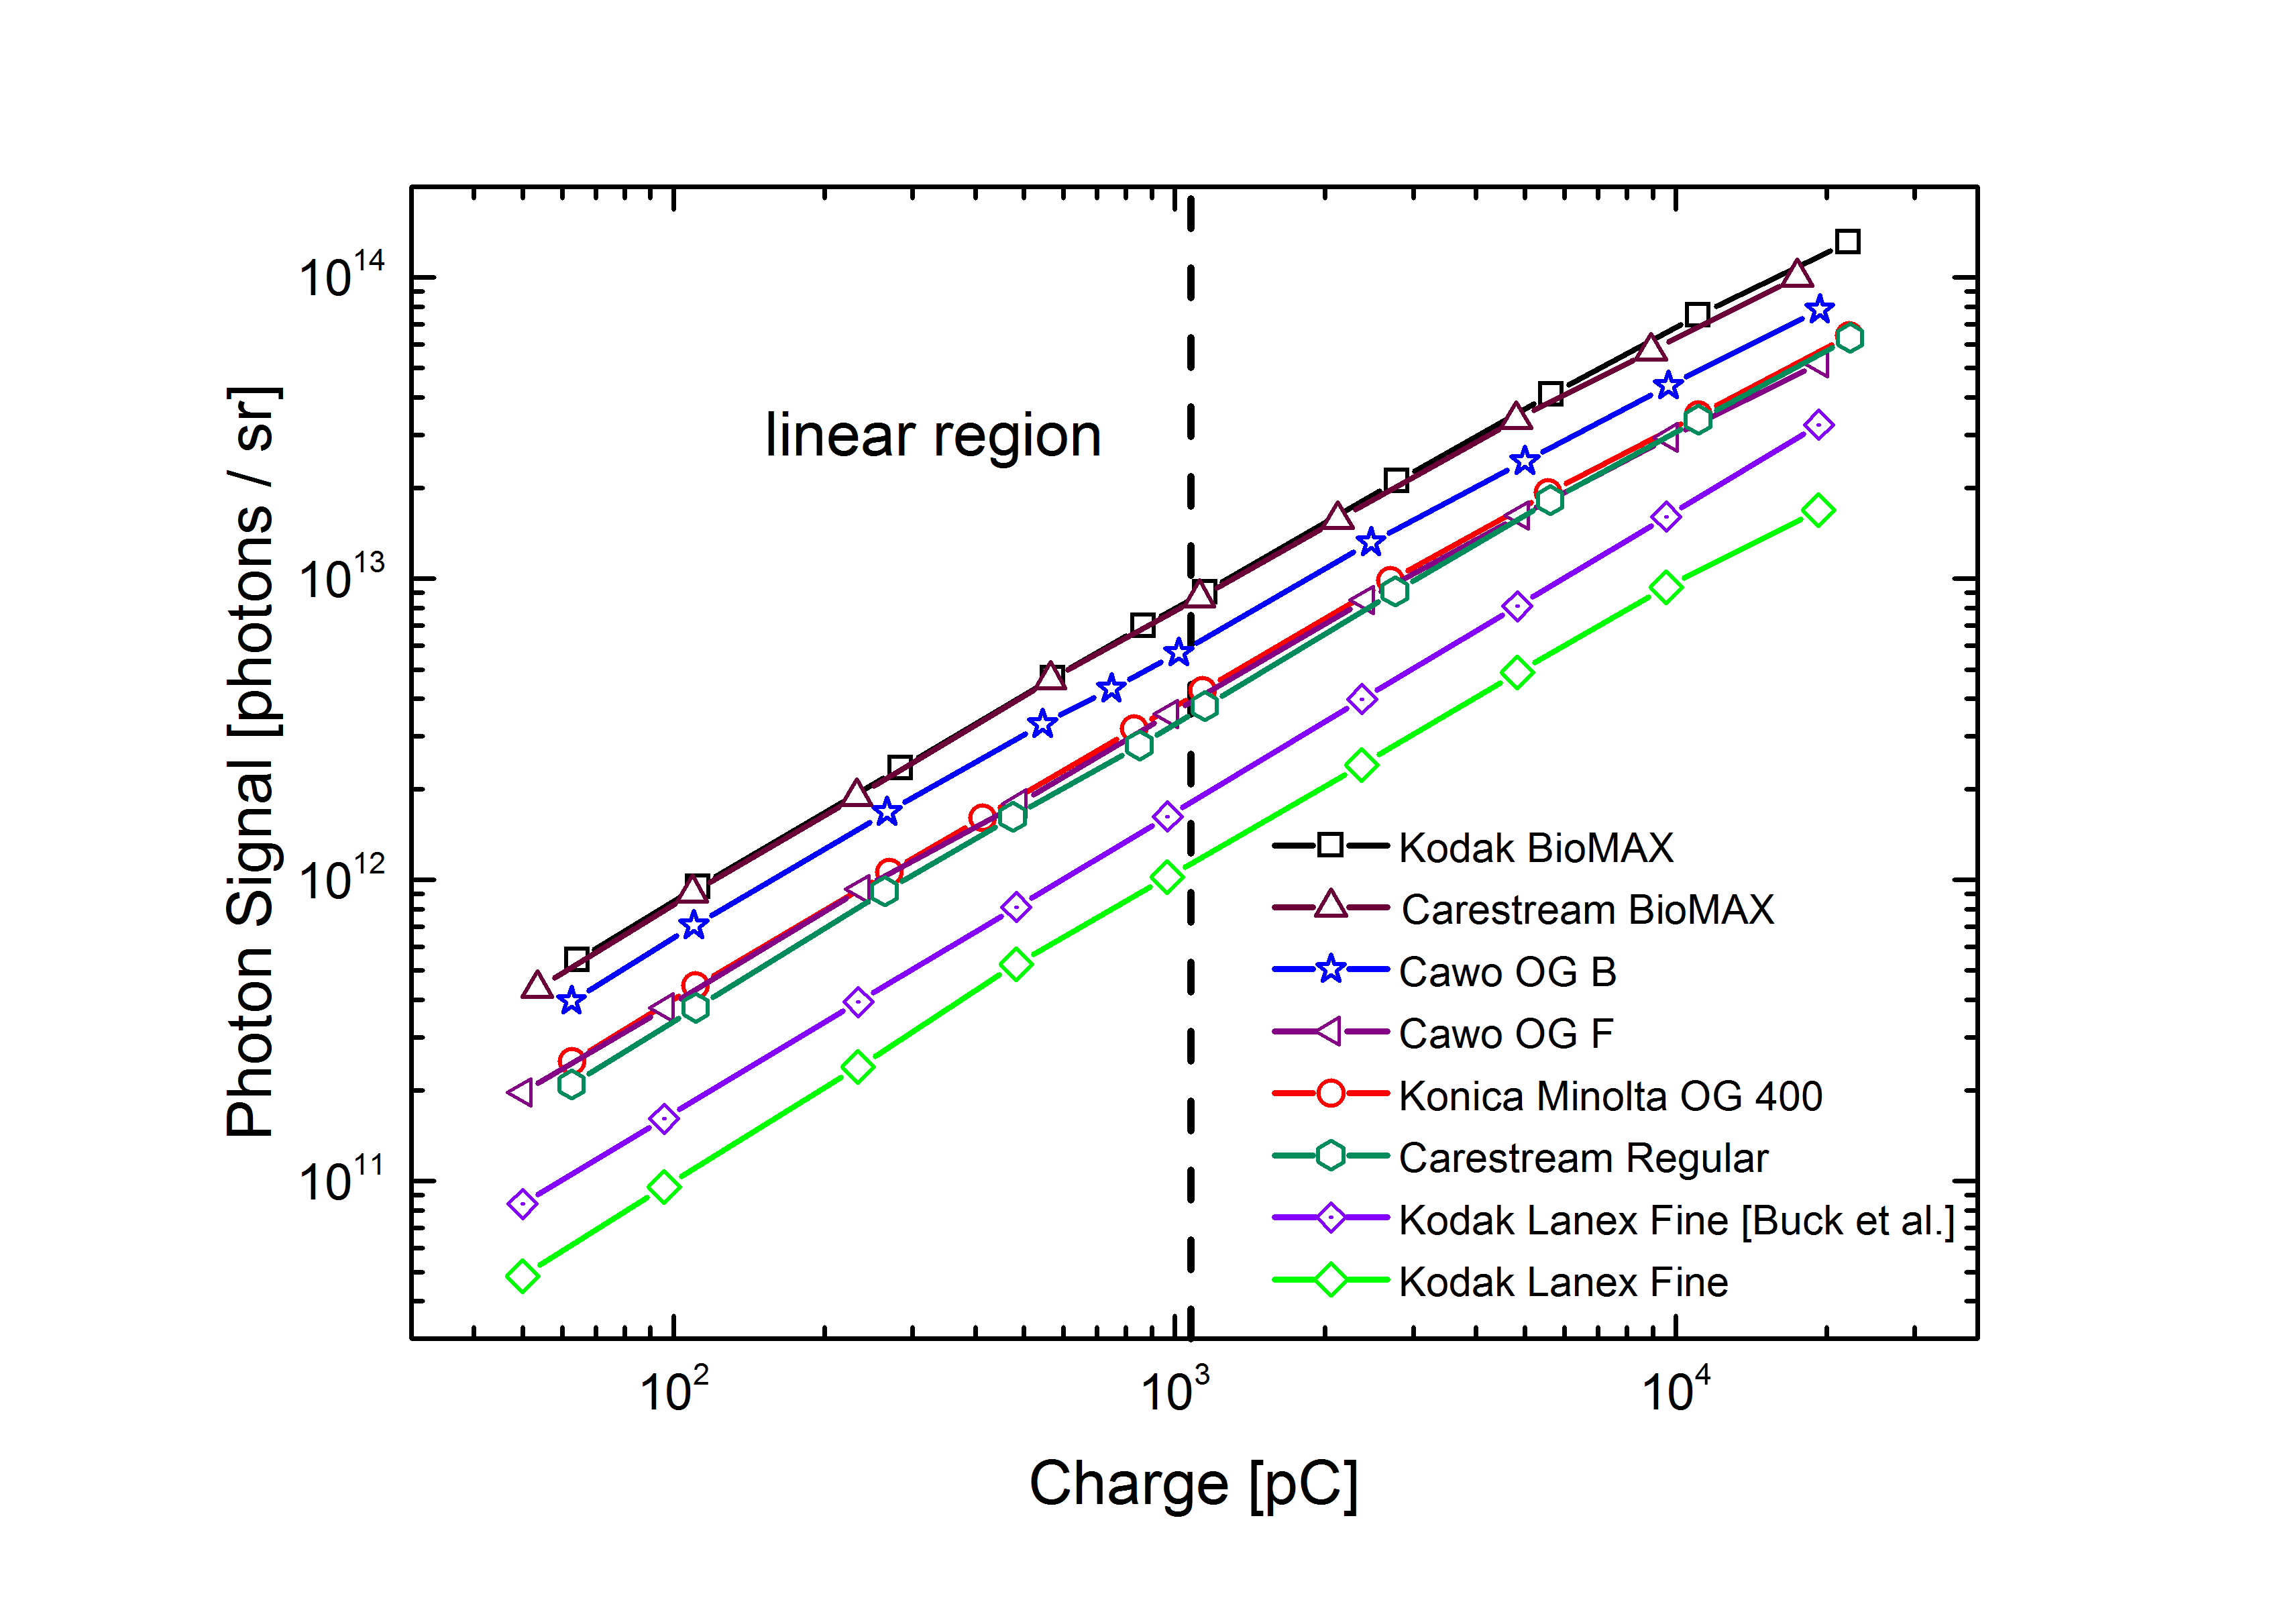 10^14
10^13
10^12
10^11
Photon Signal [photons / sr]
linear region
Kodak BioMAX
Carestream BioMAX
Cawo OG B
Cawo OG F
Konica Minolta OG 400
Carestream Regular
Kodak Lanex Fine [Buck et al.]
Kodak Lanex Fine
10^2 10^3 10^4
Charge [pC]